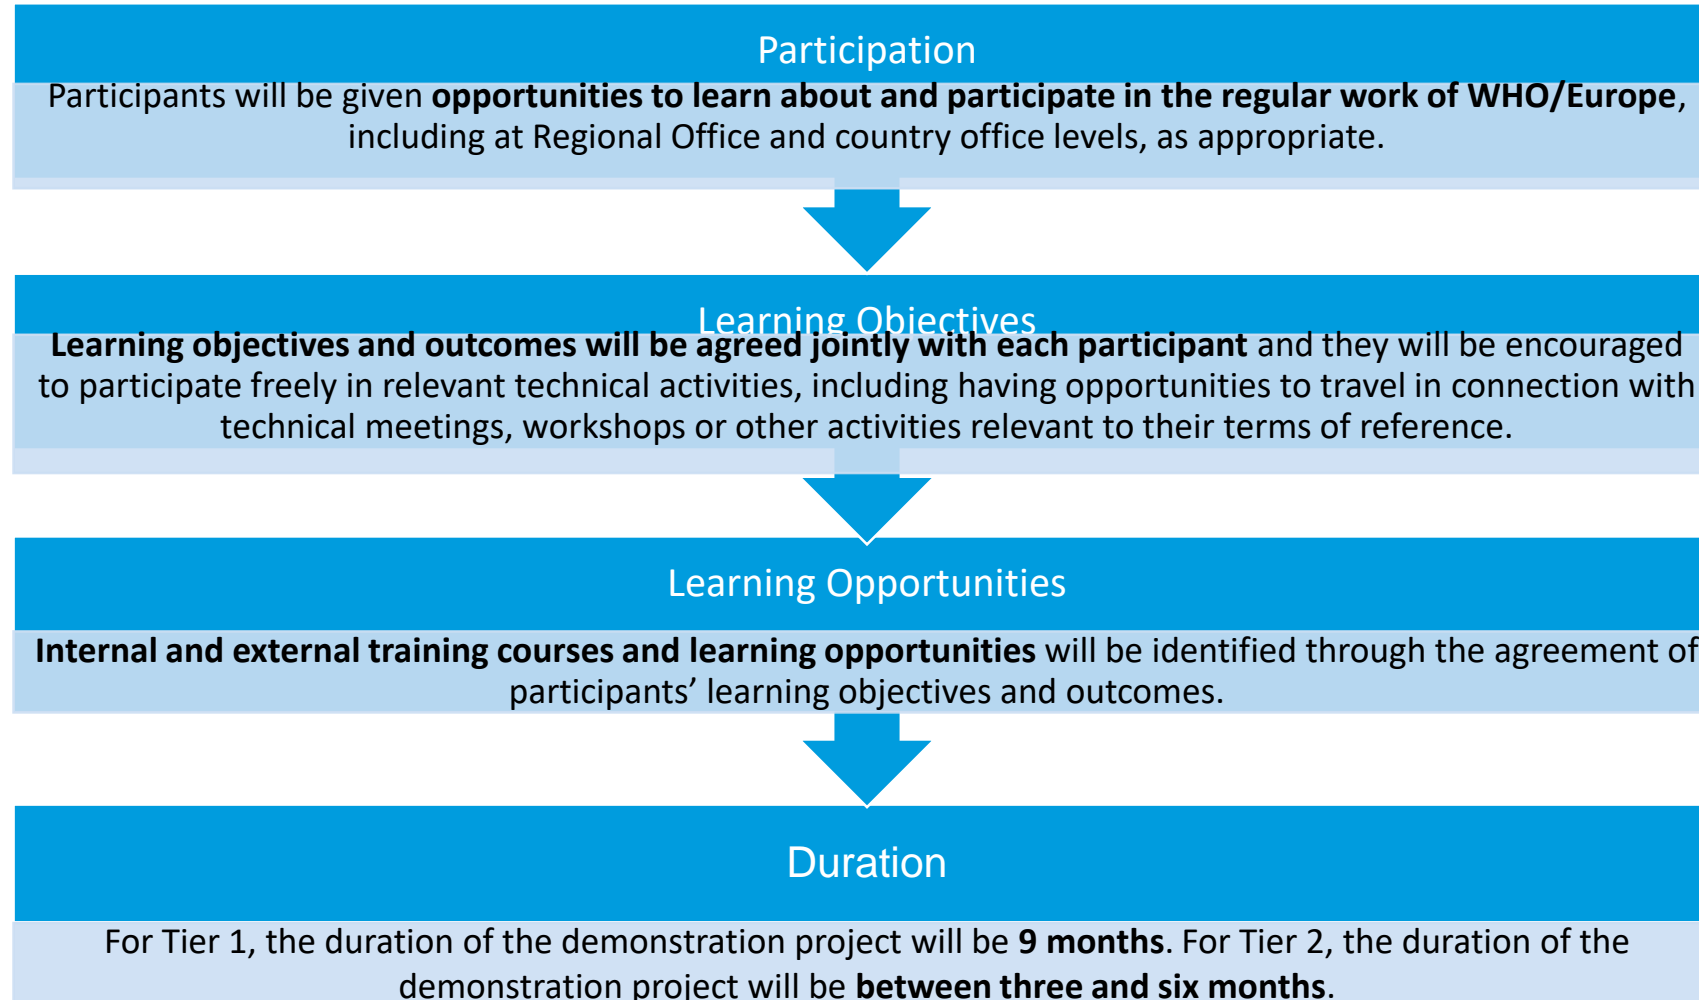 Participation
Participants will be given opportunities to learn about and participate in the regular work of WHO/Europe,
including at Regional Office and country office levels, as appropriate.
Learning Objectives
Learning objectives and outcomes will be agreed jointly with each participant and they will be encouraged
to participate freely in relevant technical activities, including having opportunities to travel in connection with
technical meetings, workshops or other activities relevant to their terms of reference.
Learning Opportunities
Internal and external training courses and learning opportunities will be identified through the agreement of
participants’ learning objectives and outcomes.
Duration
For Tier 1, the duration of the demonstration project will be 9 months. For Tier 2, the duration of the
demonstration project will be between three and six months.